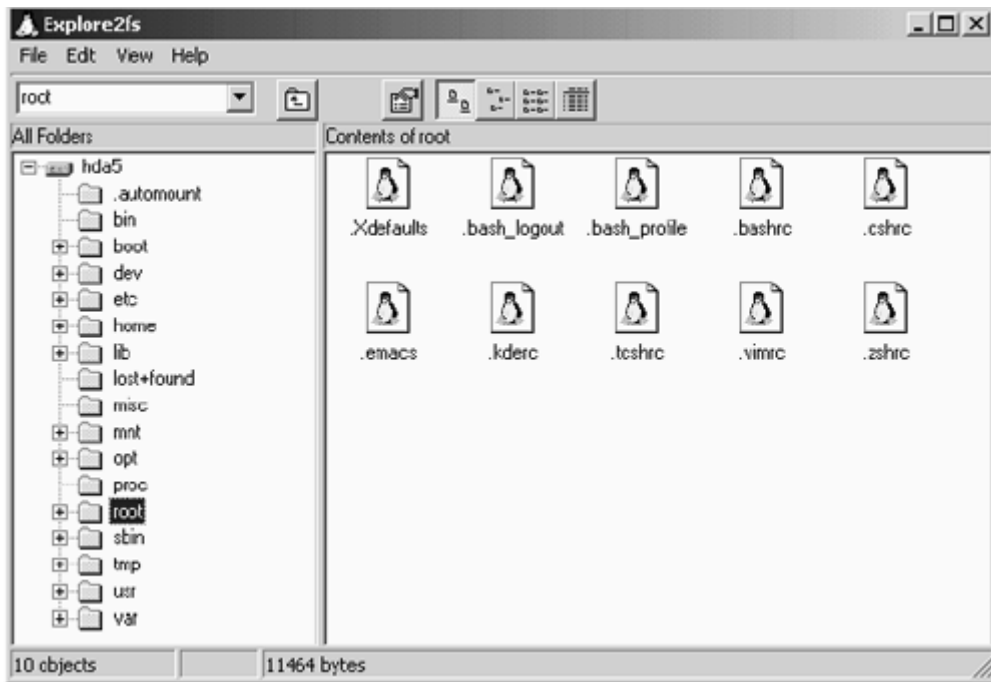 Explore2fs
File Edit View Help
root
All Folders
Contents of root
hda5
.automount
bin
boot
dev
etc
home
lib
lost+found
misc
mnt
opt
proc
root
sbin
tmp
usr
var
.Xdefaults .bash_logout .bash_profile .bashrc .cshrc
.emacs .kderc .tcshrc .vimrc .zshrc
10 objects 11464 bytes